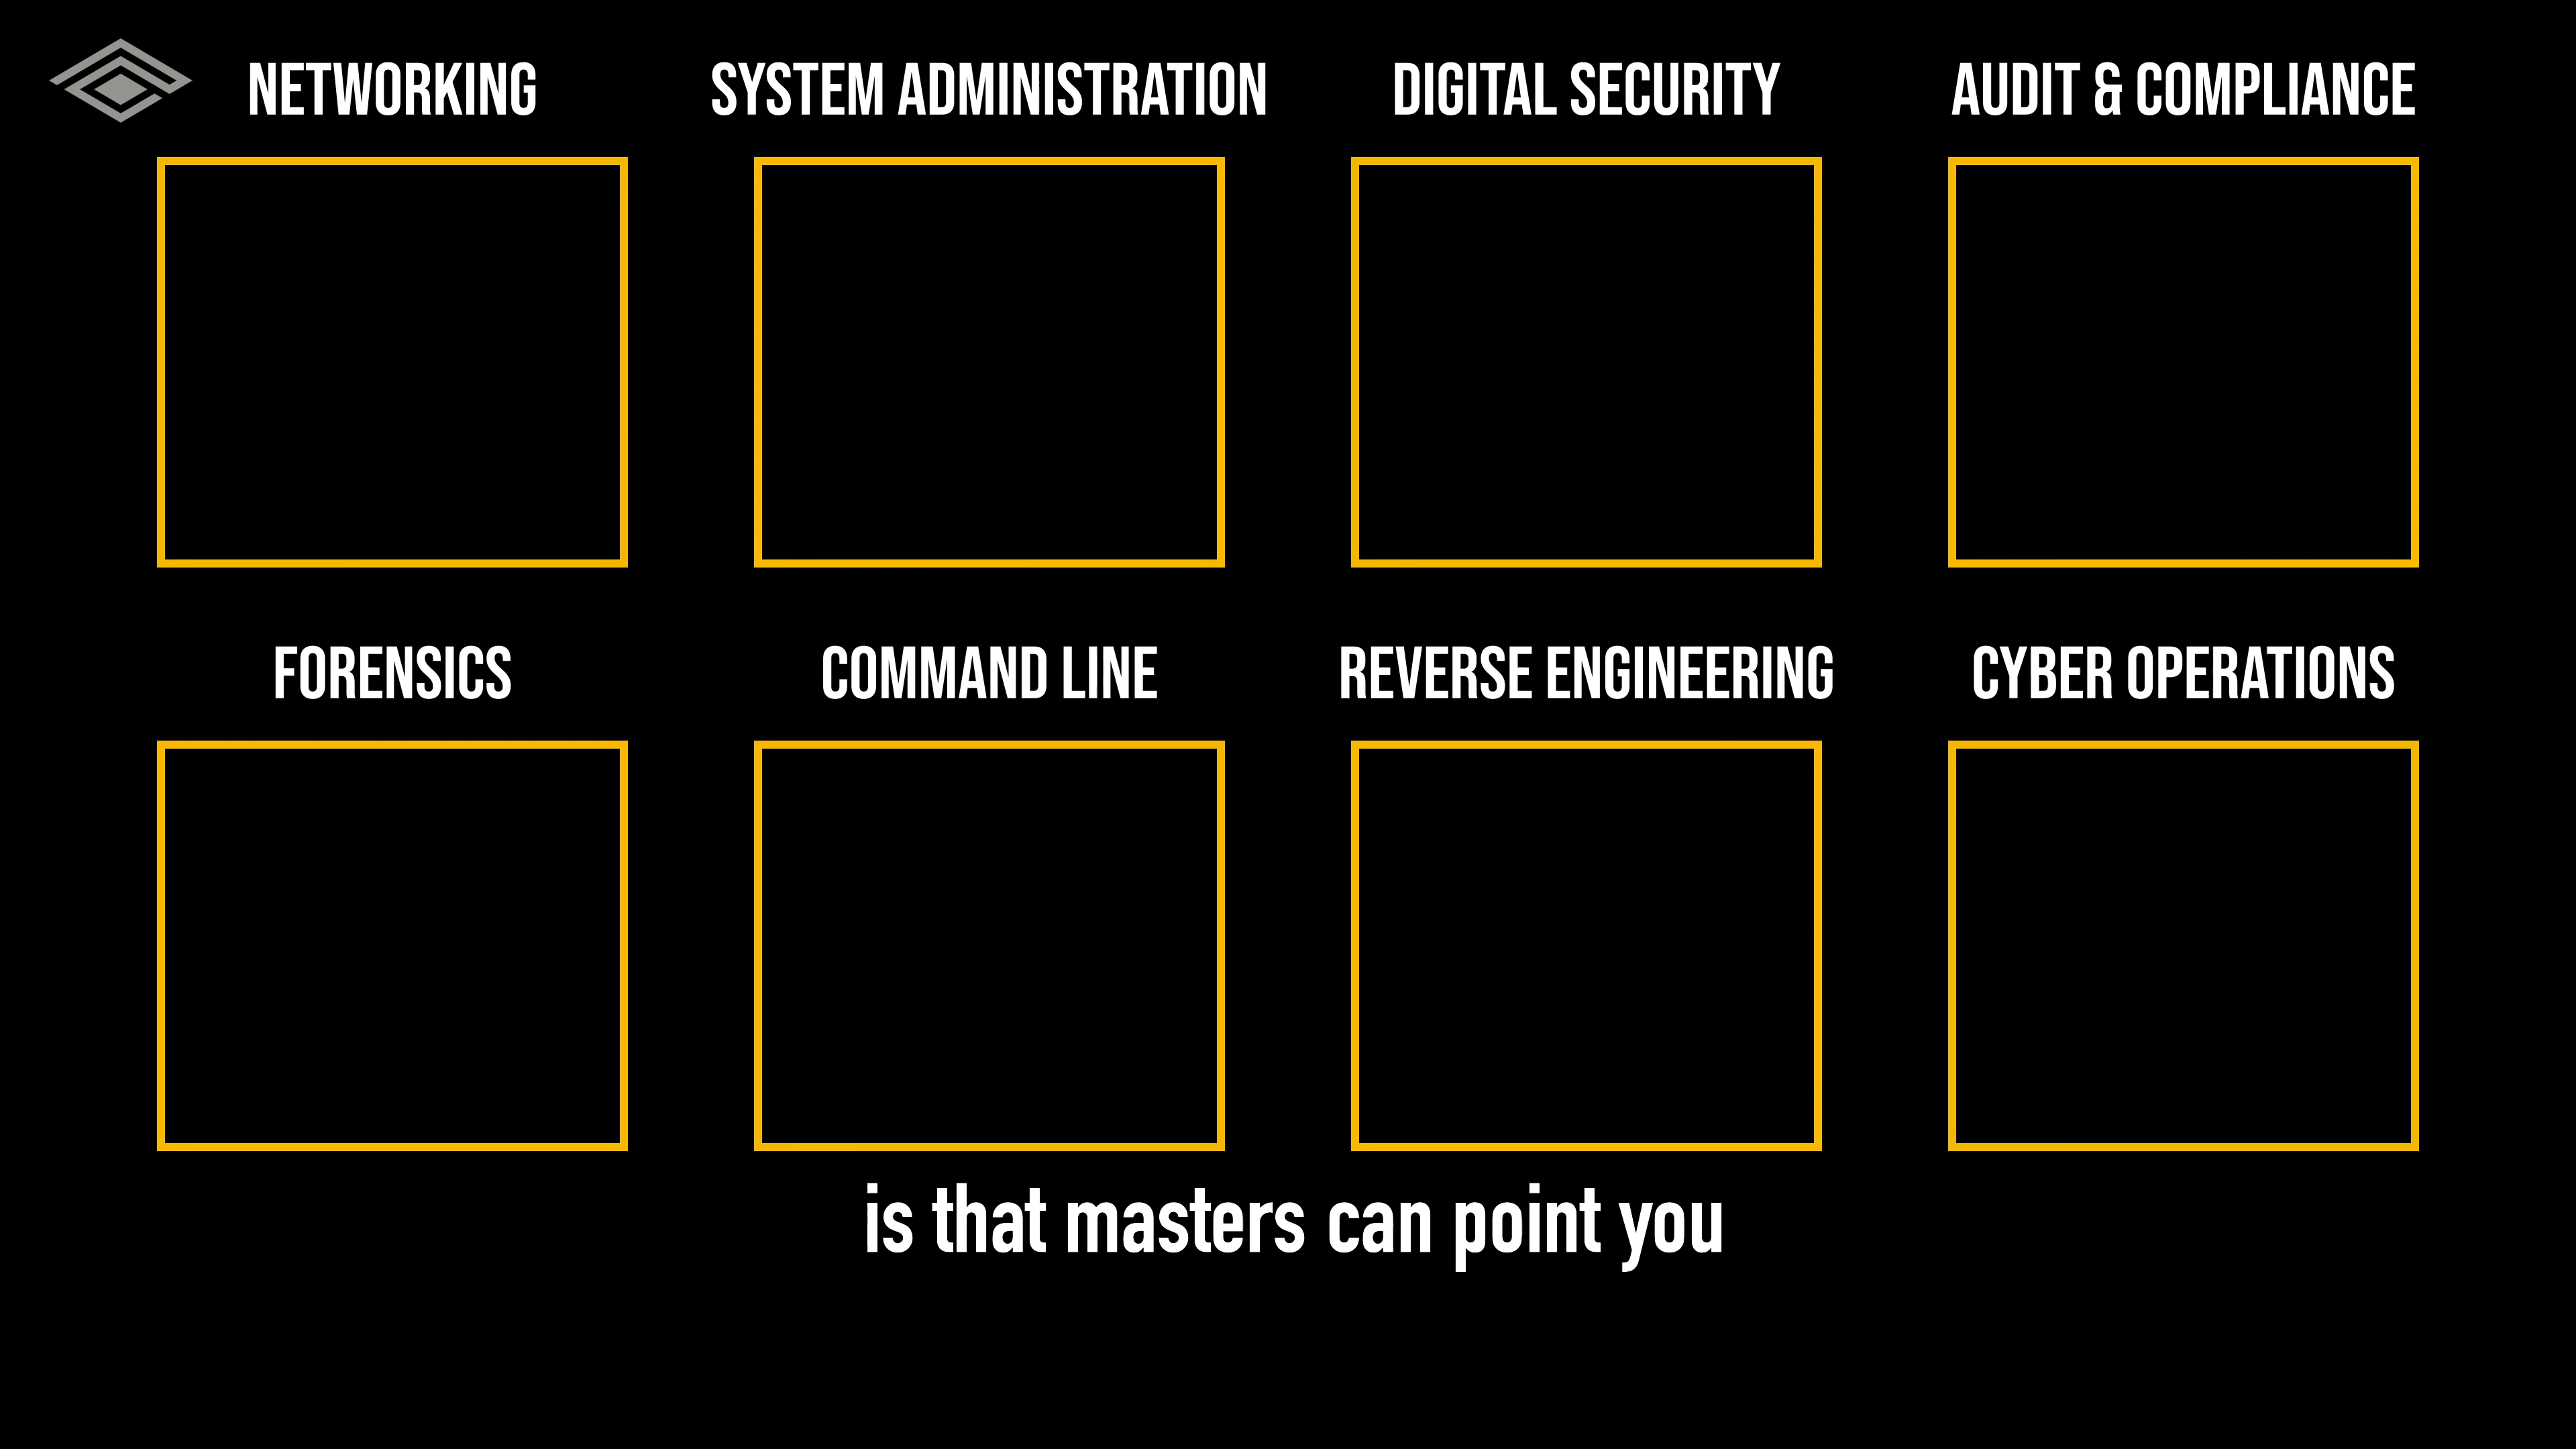 NETWORKING
SYSTEM ADMINISTRATION
DIGITAL SECURITY
AUDIT & COMPLIANCE
FORENSICS
COMMAND LINE
REVERSE ENGINEERING
CYBER OPERATIONS
is that masters can point you